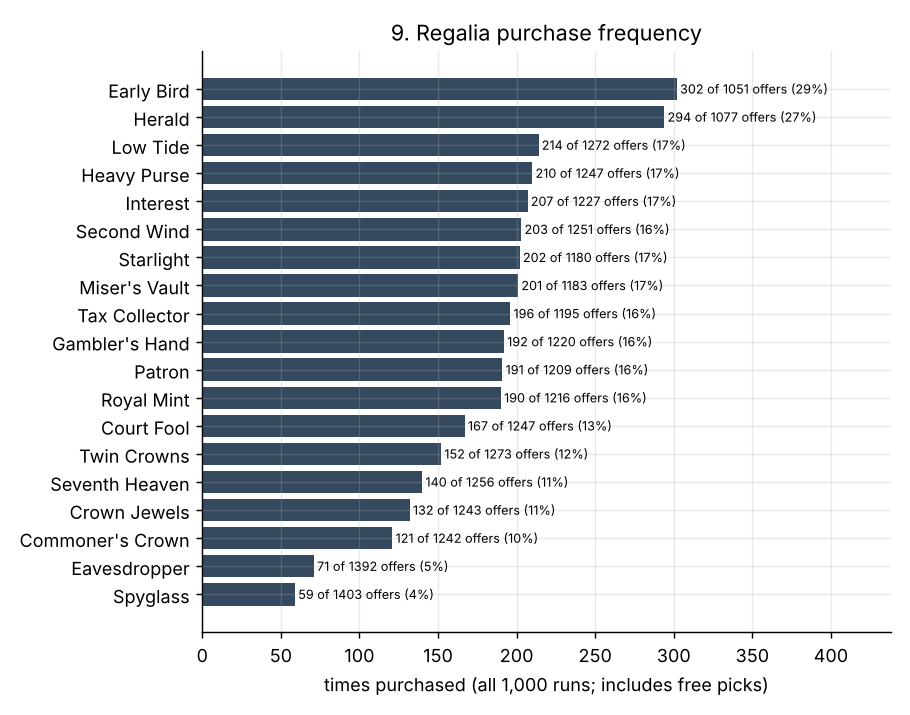 9. Regalia purchase frequency
Early Bird 302 of 1051 offers (29%)
Herald 294 of 1077 offers (27%)
Low Tide 214 of 1272 offers (17%)
Heavy Purse 210 of 1247 offers (17%)
Interest 207 of 1227 offers (17%)
Second Wind 203 of 1251 offers (16%)
Starlight 202 of 1180 offers (17%)
Miser's Vault 201 of 1183 offers (17%)
Tax Collector 196 of 1195 offers (16%)
Gambler's Hand 192 of 1220 offers (16%)
Patron 191 of 1209 offers (16%)
Royal Mint 190 of 1216 offers (16%)
Court Fool 167 of 1247 offers (13%)
Twin Crowns 152 of 1273 offers (12%)
Seventh Heaven 140 of 1256 offers (11%)
Crown Jewels 132 of 1243 offers (11%)
Commoner's Crown 121 of 1242 offers (10%)
Eavesdropper 71 of 1392 offers (5%)
Spyglass 59 of 1403 offers (4%)
0 50 100 150 200 250 300 350 400
times purchased (all 1,000 runs; includes free picks)